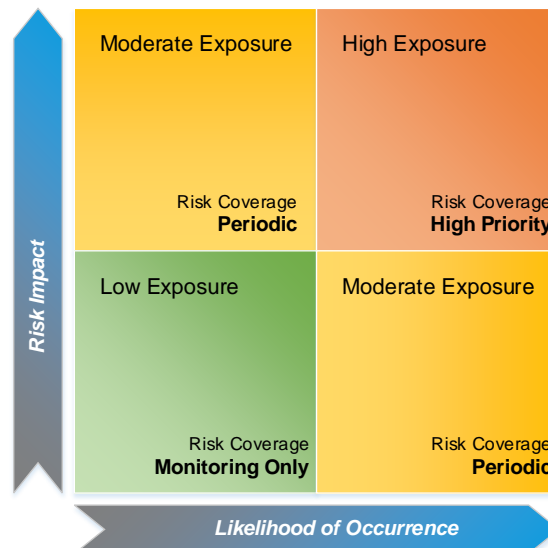 Moderate Exposure
High Exposure
Risk Coverage
Periodic
Risk Coverage
High Priority
Risk Impact
Low Exposure
Moderate Exposure
Risk Coverage
Monitoring Only
Risk Coverage
Periodic
Likelihood of Occurrence